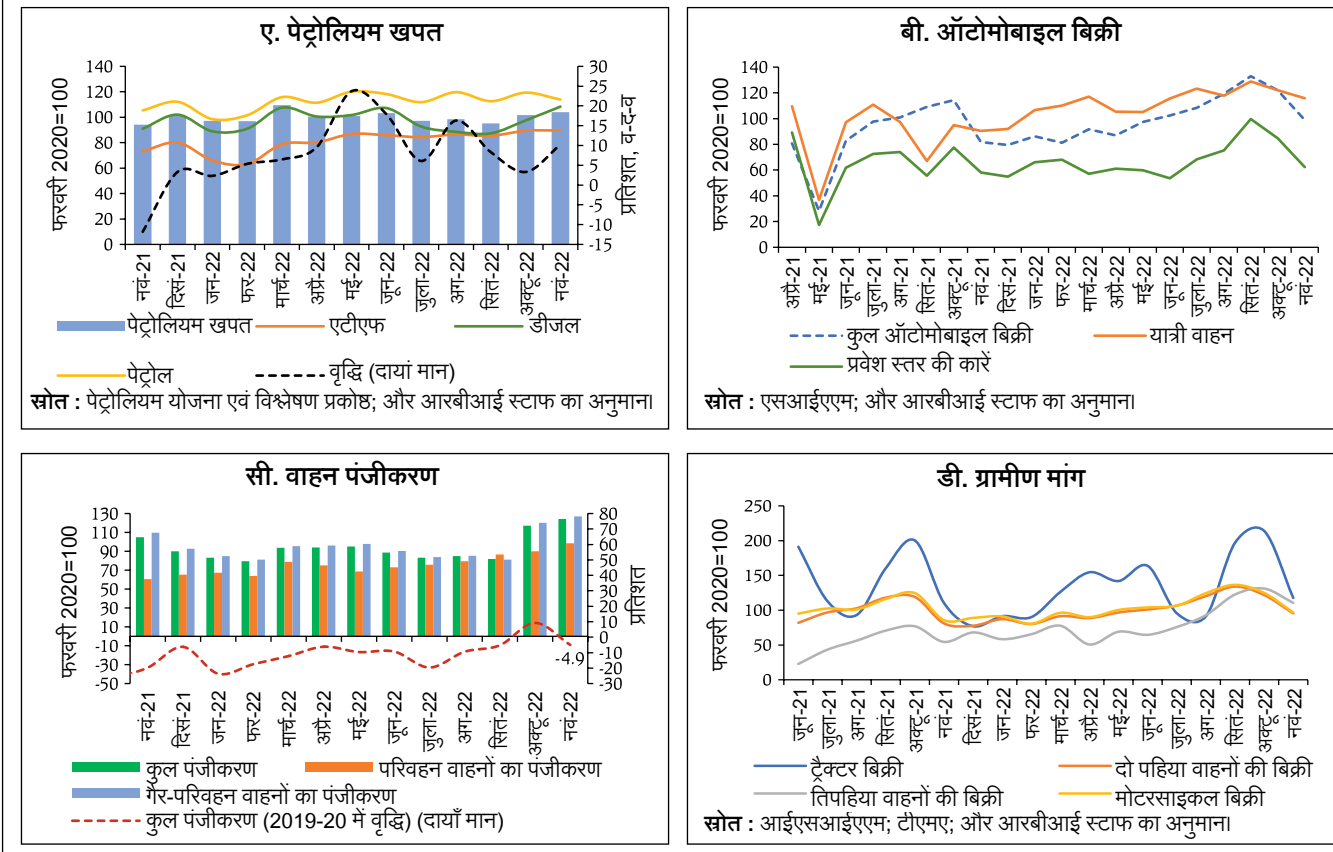 ए. पेट्रोलियम खपत
फरवरी 2020=100
140
120
100
80
60
40
20
0
30
25
20
15
10
5
0
-5
-10
-15
प्रतिशत, व-द-व
नवं-21
दिसं-21
जन-22
फर-22
मार्च-22
अप्रै-22
मई-22
जून-22
जुला-22
अग-22
सितं-22
अक्टू-22
नवं-22
पेट्रोलियम खपत एटीएफ डीजल
पेट्रोल वृद्धि (दायां मान)
स्रोत : पेट्रोलियम योजना एवं विश्लेषण प्रकोष्ठ; और आरबीआई स्टाफ का अनुमान।
बी. ऑटोमोबाइल बिक्री
फरवरी 2020=100
140
120
100
80
60
40
20
0
अप्रै-21
मई-21
जून-21
जुला-21
अग-21
सितं-21
अक्टू-21
नवं-21
दिसं-21
जन-22
फर-22
मार्च-22
अप्रै-22
मई-22
जून-22
जुला-22
अग-22
सितं-22
अक्टू-22
नवं-22
कुल ऑटोमोबाइल बिक्री यात्री वाहन
प्रवेश स्तर की कारें
स्रोत : एसआईएएम; और आरबीआई स्टाफ का अनुमान।
सी. वाहन पंजीकरण
फरवरी 2020=100
130
110
90
70
50
30
10
-10
-30
-50
80
70
60
50
40
30
20
10
0
-10
-20
-30
प्रतिशत
-4.9
नवं-21
दिसं-21
जन-22
फर-22
मार्च-22
अप्रै-22
मई-22
जून-22
जुला-22
अग-22
सितं-22
अक्टू-22
नवं-22
कुल पंजीकरण परिवहन वाहनों का पंजीकरण
गैर-परिवहन वाहनों का पंजीकरण
कुल पंजीकरण (2019-20 में वृद्धि) (दायाँ मान)
डी. ग्रामीण मांग
फरवरी 2020=100
250
200
150
100
50
0
जून-21
जुला-21
अग-21
सितं-21
अक्टू-21
नवं-21
दिसं-21
जन-22
फर-22
मार्च-22
अप्रै-22
मई-22
जून-22
जुला-22
अग-22
सितं-22
अक्टू-22
नवं-22
ट्रैक्टर बिक्री दो पहिया वाहनों की बिक्री
तिपहिया वाहनों की बिक्री मोटरसाइकल बिक्री
स्रोत : आईएसआईएएम; टीएमए; और आरबीआई स्टाफ का अनुमान।